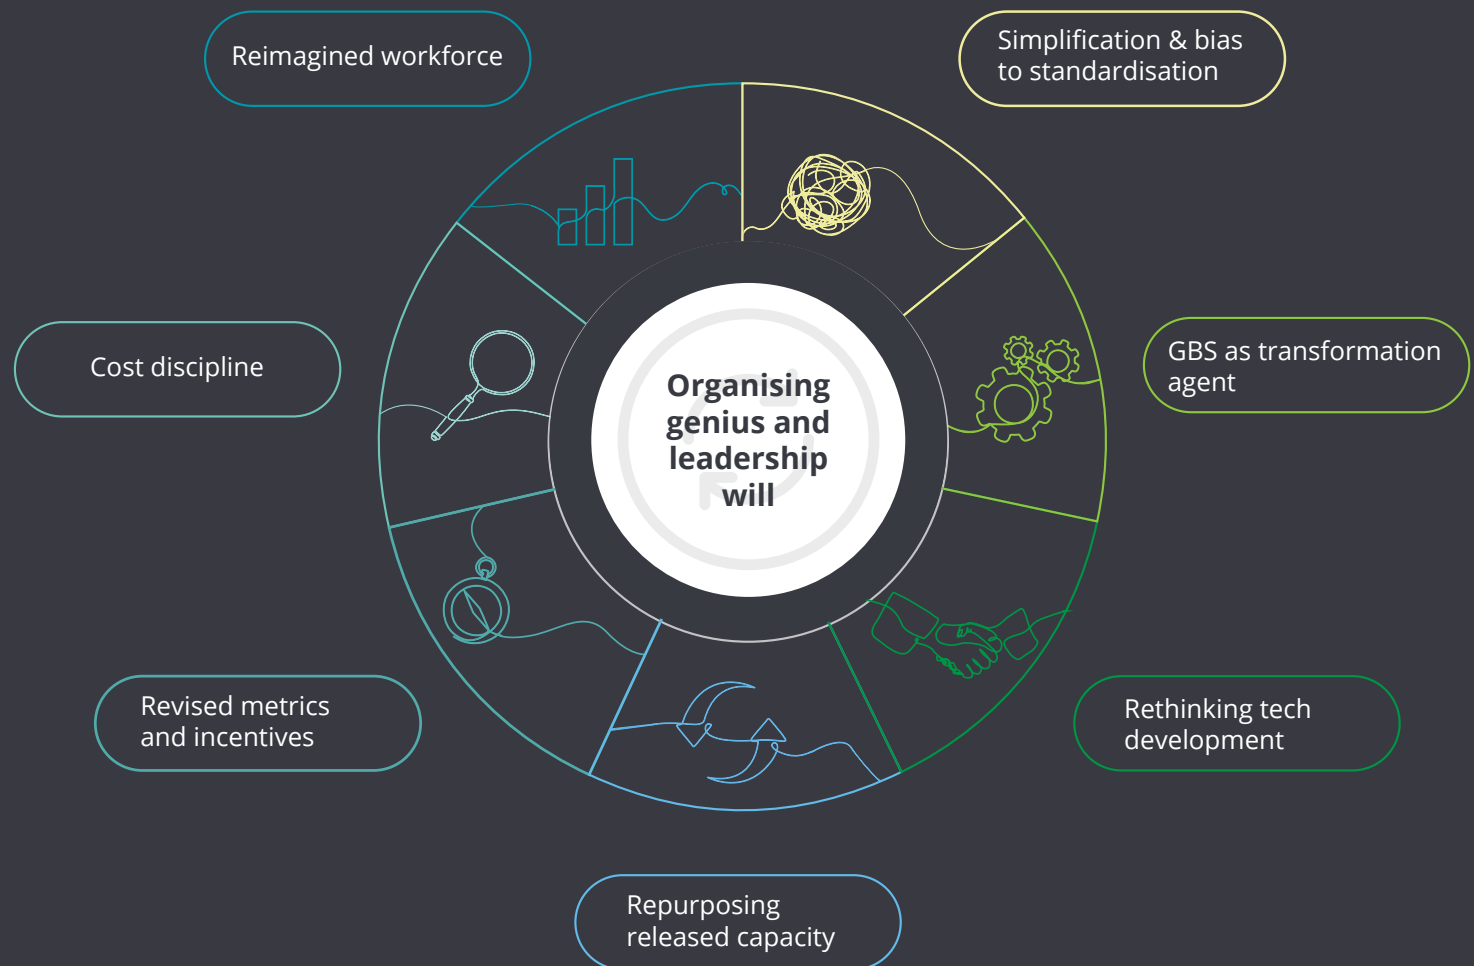 Reimagined workforce
Simplification & bias
to standardisation
Cost discipline
GBS as transformation
agent
Organising
genius and
leadership
will
Revised metrics
and incentives
Rethinking tech
development
Repurposing
released capacity